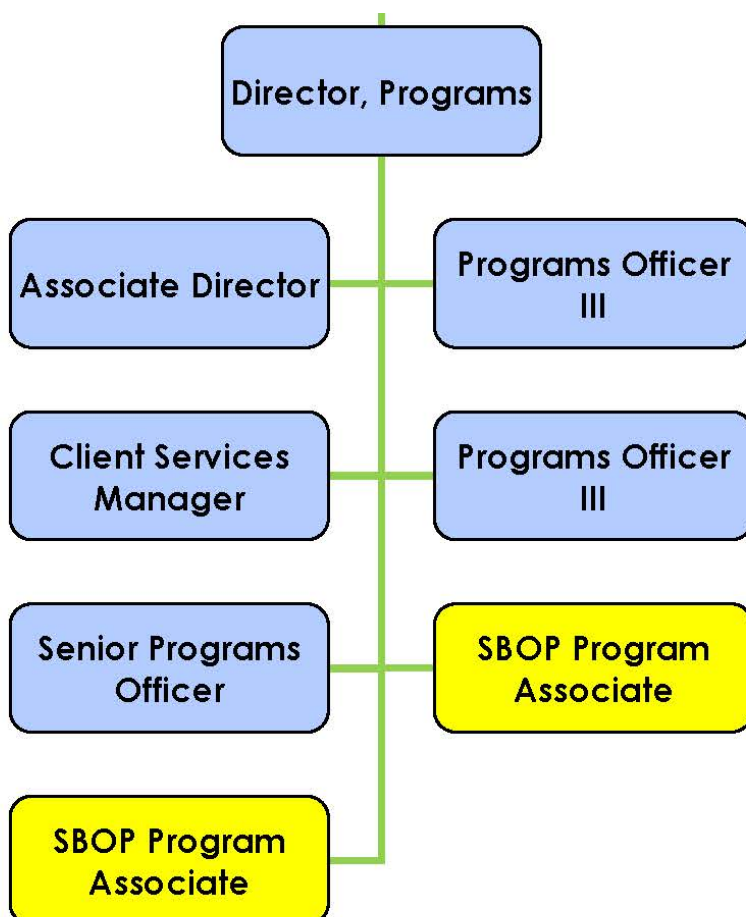 Director, Programs
Associate Director
Programs Officer
III
Client Services
Manager
Programs Officer
III
Senior Programs
Officer
SBOP Program
Associate
SBOP Program
Associate